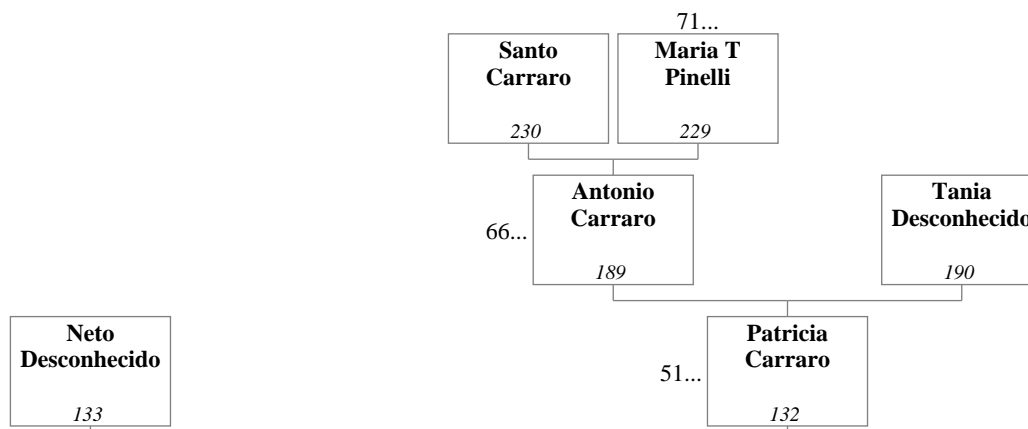 71...
Santo
Carraro
230
Maria T
Pinelli
229
66...
Antonio
Carraro
189
Tania
Desconhecido
190
Neto
Desconhecido
133
51...
Patricia
Carraro
132